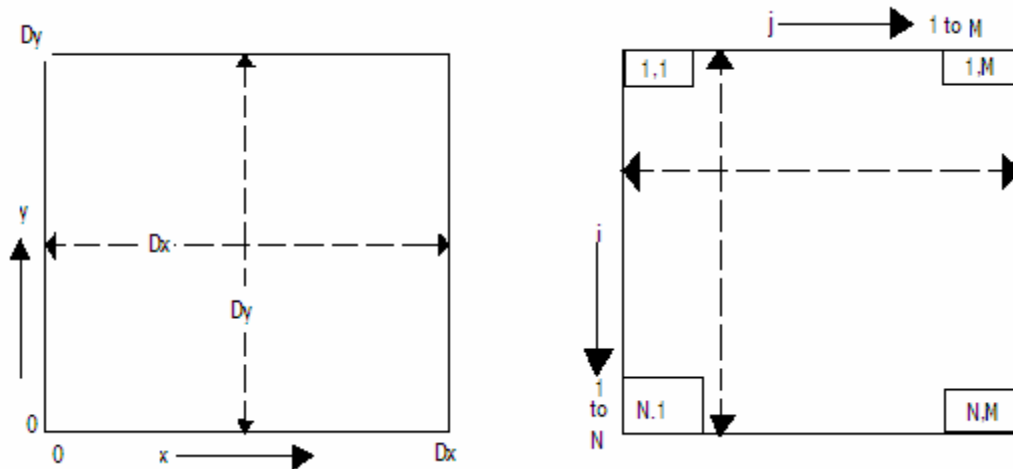 Dy
y
Dx
Dy
0
0 x Dx
j 1 to M
1,1 1,M
i
1
to
N
N.1 N,M